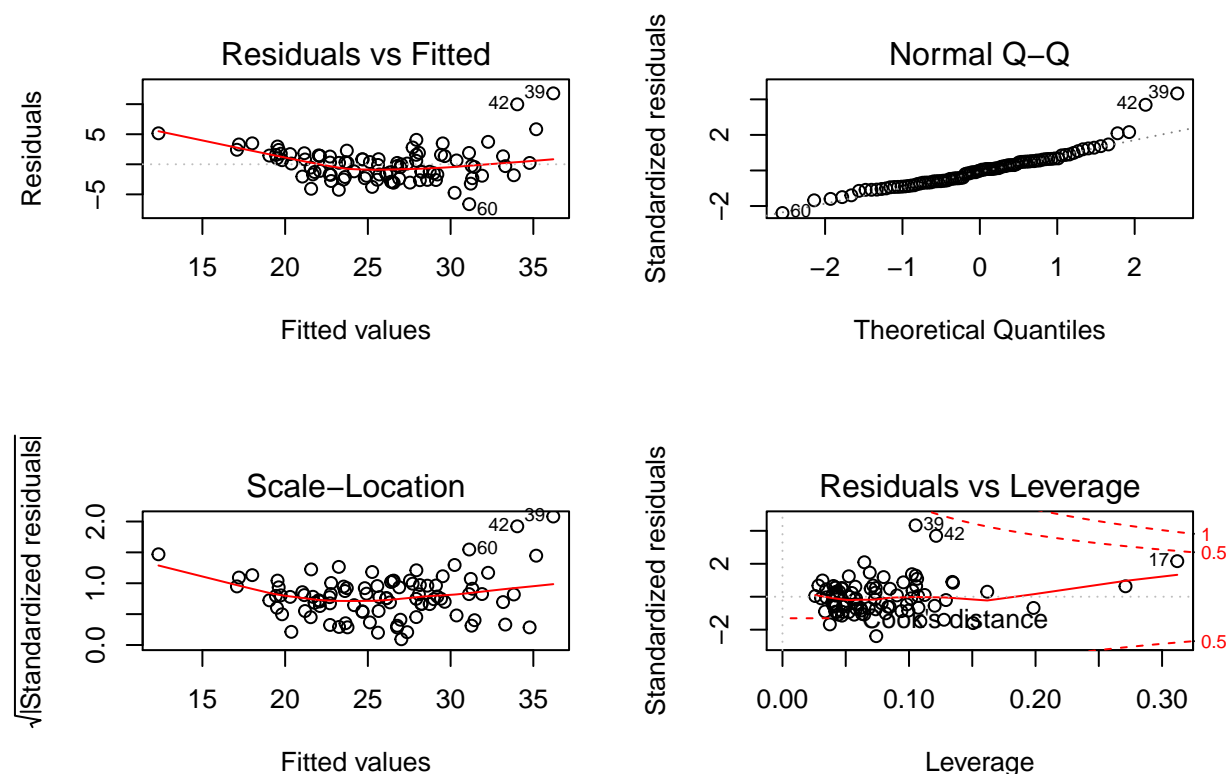 Residuals vs Fitted
Residuals
5
−5
42
39
60
15 20 25 30 35
Fitted values
Normal Q−Q
Standardized residuals
2
−2
42
39
60
−2 −1 0 1 2
Theoretical Quantiles
Scale−Location
√|Standardized residuals|
2.0
1.0
0.0
42
39
60
15 20 25 30 35
Fitted values
Residuals vs Leverage
Standardized residuals
2
−2
39
42
17
Cook's distance
1
0.5
0.5
0.00 0.10 0.20 0.30
Leverage